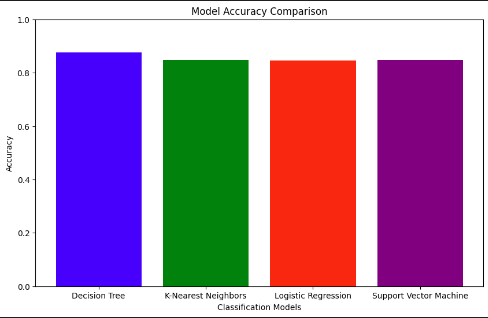 Model Accuracy Comparison
1.0
0.8
0.6
0.4
0.2
0.0
Accuracy
Decision Tree K-Nearest Neighbors Logistic Regression Support Vector Machine
Classification Models